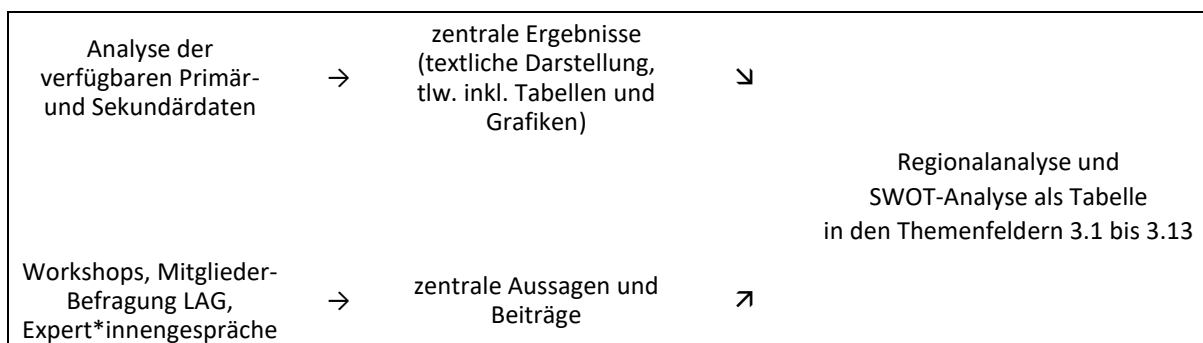 Analyse der
verfügbaren Primär-
und Sekundärdaten
→
zentrale Ergebnisse
(textliche Darstellung,
tlw. inkl. Tabellen und
Grafiken)
↘
Workshops, Mitglieder-
Befragung LAG,
Expert*innengespräche
→
zentrale Aussagen und
Beiträge
↗
Regionalanalyse und
SWOT-Analyse als Tabelle
in den Themenfeldern 3.1 bis 3.13